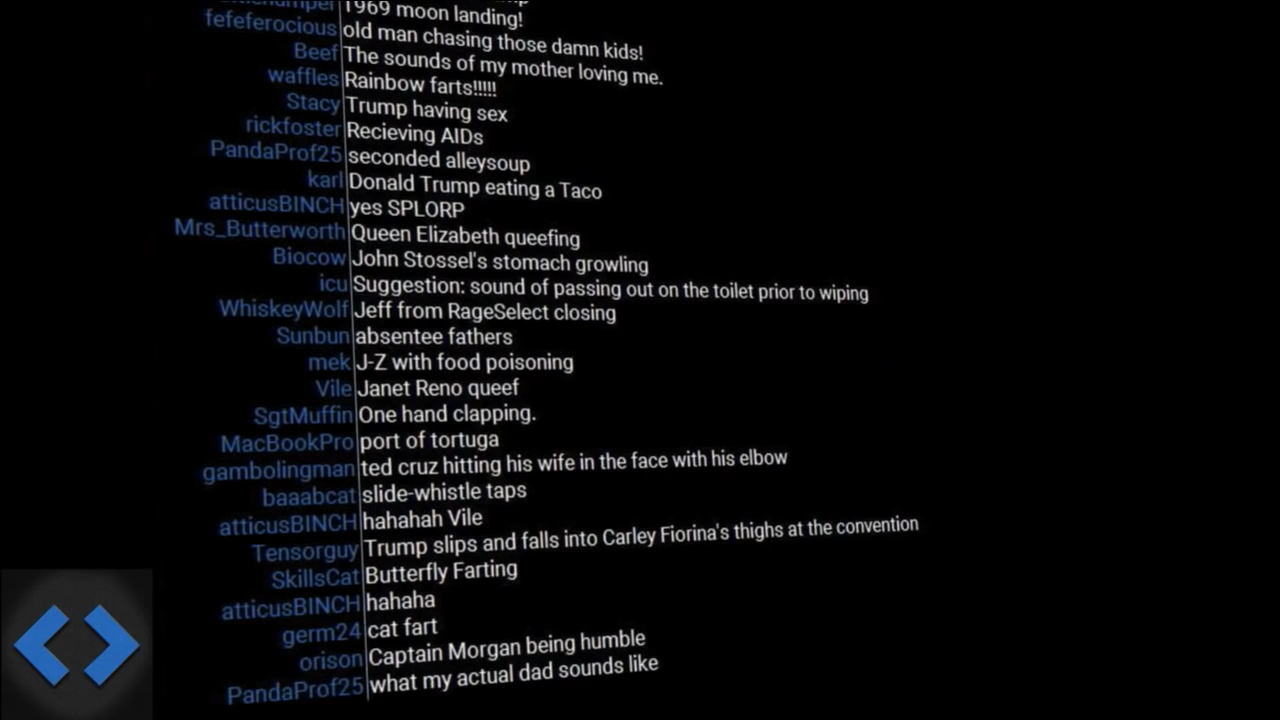 1969 moon landing!
fefeferocious old man chasing those damn kids!
Beef The sounds of my mother loving me.
waffles Rainbow farts!!!!!
Stacy Trump having sex
rickfoster Recieving AIDs
PandaProf25 seconded alleysoup
karl Donald Trump eating a Taco
atticusBINCH yes SPLORP
Mrs_Butterworth Queen Elizabeth queefing
Biocow John Stossel's stomach growling
icu Suggestion: sound of passing out on the toilet prior to wiping
WhiskeyWolf Jeff from RageSelect closing
Sunbun absentee fathers
mek J-Z with food poisoning
Vile Janet Reno queef
SgtMuffin One hand clapping.
MacBookPro port of tortuga
gambolingman ted cruz hitting his wife in the face with his elbow
baaabcat slide-whistle taps
atticusBINCH hahahah Vile
Tensorguy Trump slips and falls into Carley Fiorina's thighs at the convention
SkillsCat Butterfly Farting
atticusBINCH hahaha
germ24 cat fart
orison Captain Morgan being humble
PandaProf25 what my actual dad sounds like